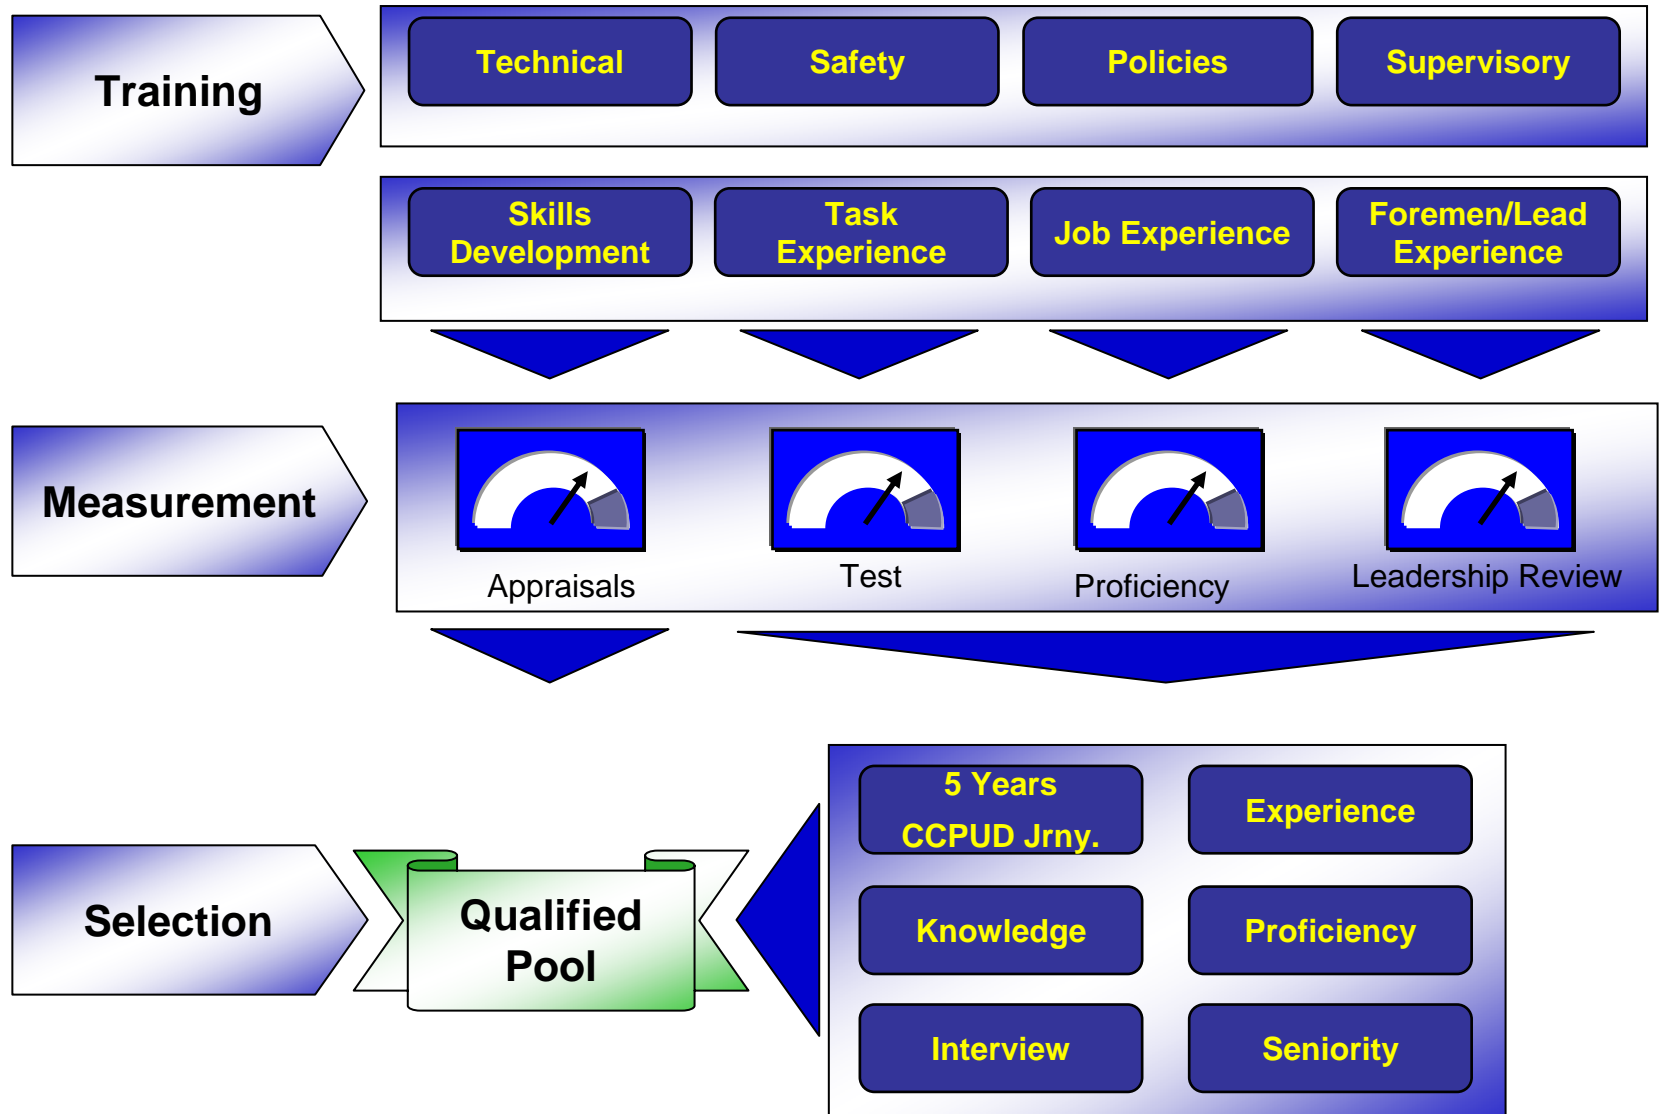 Training
Technical
Safety
Policies
Supervisory
Skills
Development
Task
Experience
Job Experience
Foremen/Lead
Experience
Measurement
Appraisals
Test
Proficiency
Leadership Review
Selection
Qualified
Pool
5 Years
CCPUD Jrny.
Experience
Knowledge
Proficiency
Interview
Seniority